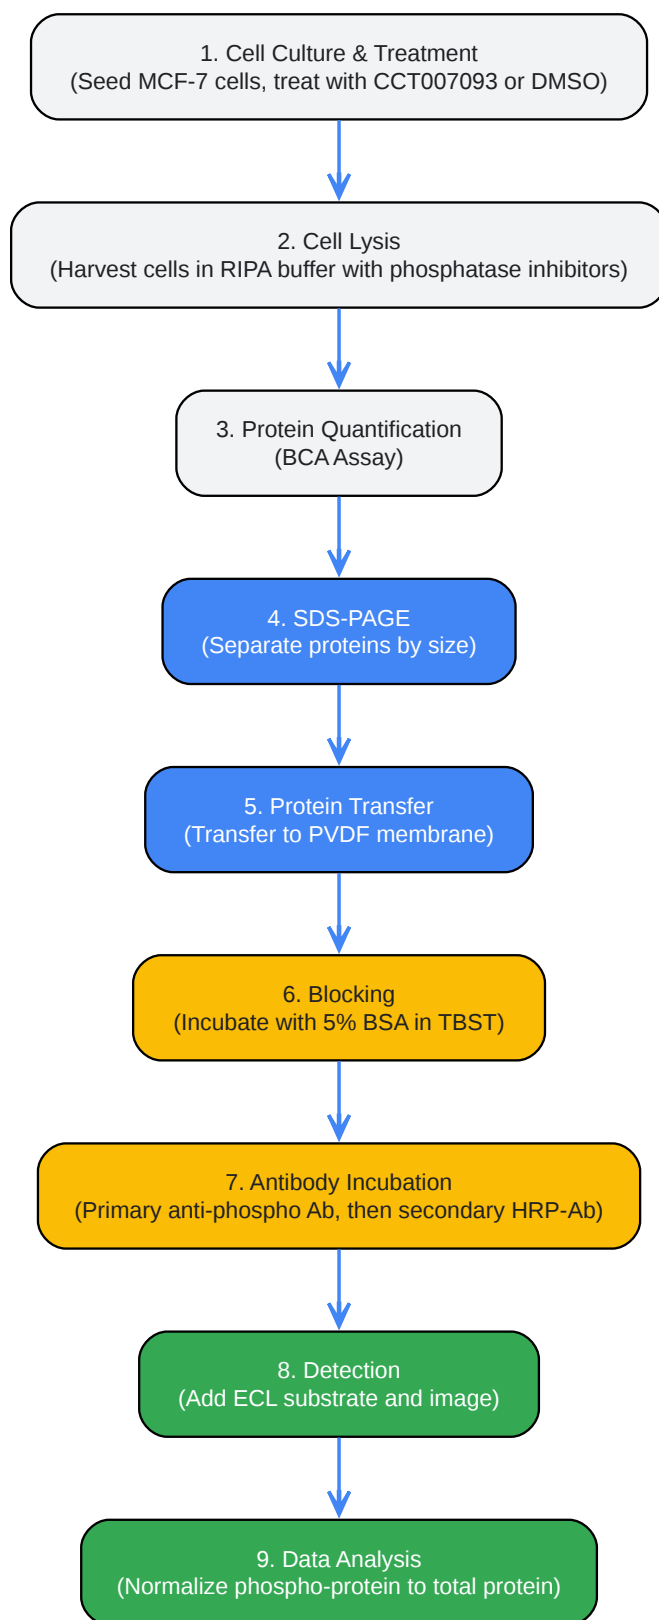 1. Cell Culture & Treatment
(Seed MCF-7 cells, treat with CCT007093 or DMSO)
2. Cell Lysis
(Harvest cells in RIPA buffer with phosphatase inhibitors)
3. Protein Quantification
(BCA Assay)
4. SDS-PAGE
(Separate proteins by size)
5. Protein Transfer
(Transfer to PVDF membrane)
6. Blocking
(Incubate with 5% BSA in TBST)
7. Antibody Incubation
(Primary anti-phospho Ab, then secondary HRP-Ab)
8. Detection
(Add ECL substrate and image)
9. Data Analysis
(Normalize phospho-protein to total protein)